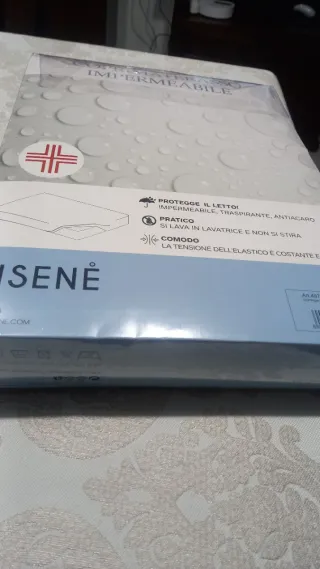 IMPERMEABILE
PROTEGGE IL LETTO!
IMPERMEABILE, TRASPIRANTE, ANTIACARO
PRATICO
SI LAVA IN LAVATRICE E NON SI STIRA
COMODO
LA TENSIONE DELL'ELASTICO È COSTANTE E
ISENÈ
.COM